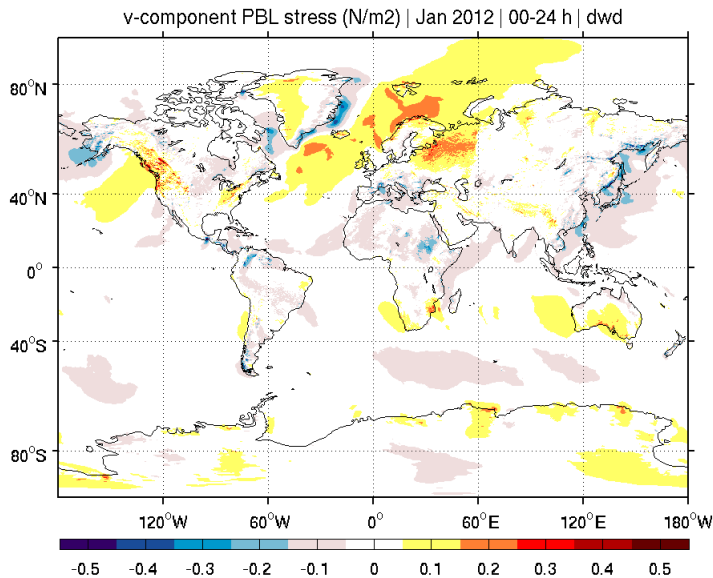 v-component PBL stress (N/m2) | Jan 2012 | 00-24 h | dwd
80°N
40°N
0°
40°S
80°S
120°W 60°W 0° 60°E 120°E 180°W
-0.5 -0.4 -0.3 -0.2 -0.1 0 0.1 0.2 0.3 0.4 0.5